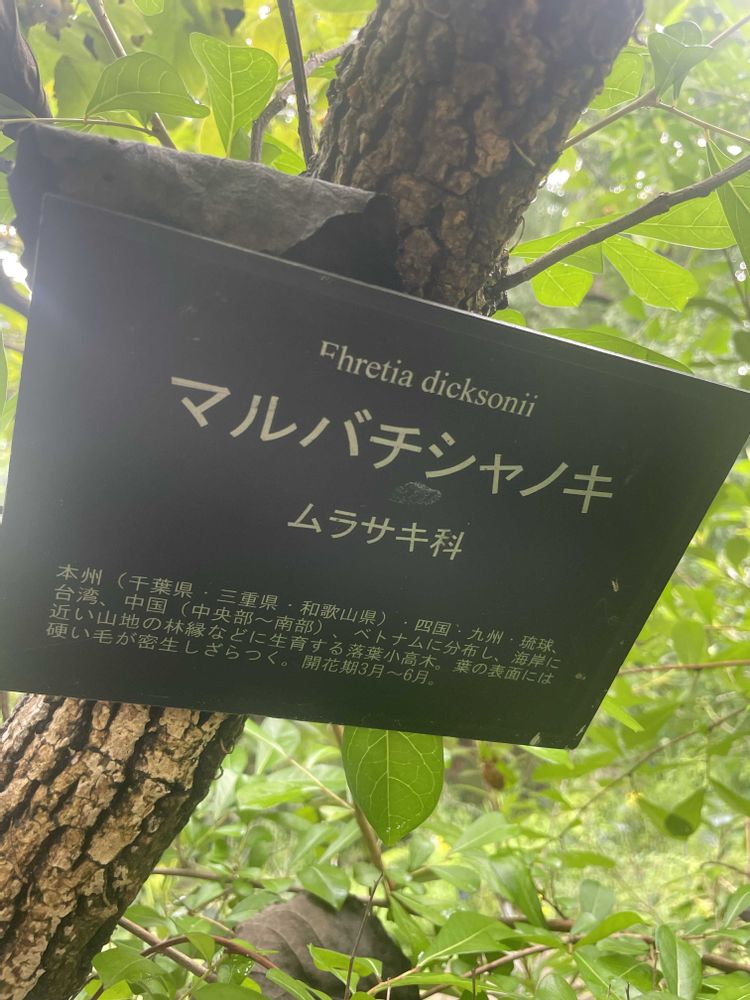 Ehretia dicksonii
マルバチシャノキ
ムラサキ科
本州（千葉県・三重県・和歌山県）・四国・九州・琉球、
台湾、中国（中央部～南部）、ベトナムに分布し、海岸に
近い山地の林縁などに生育する落葉小高木。葉の表面には
硬い毛が密生しざらつく。開花期3月～6月。